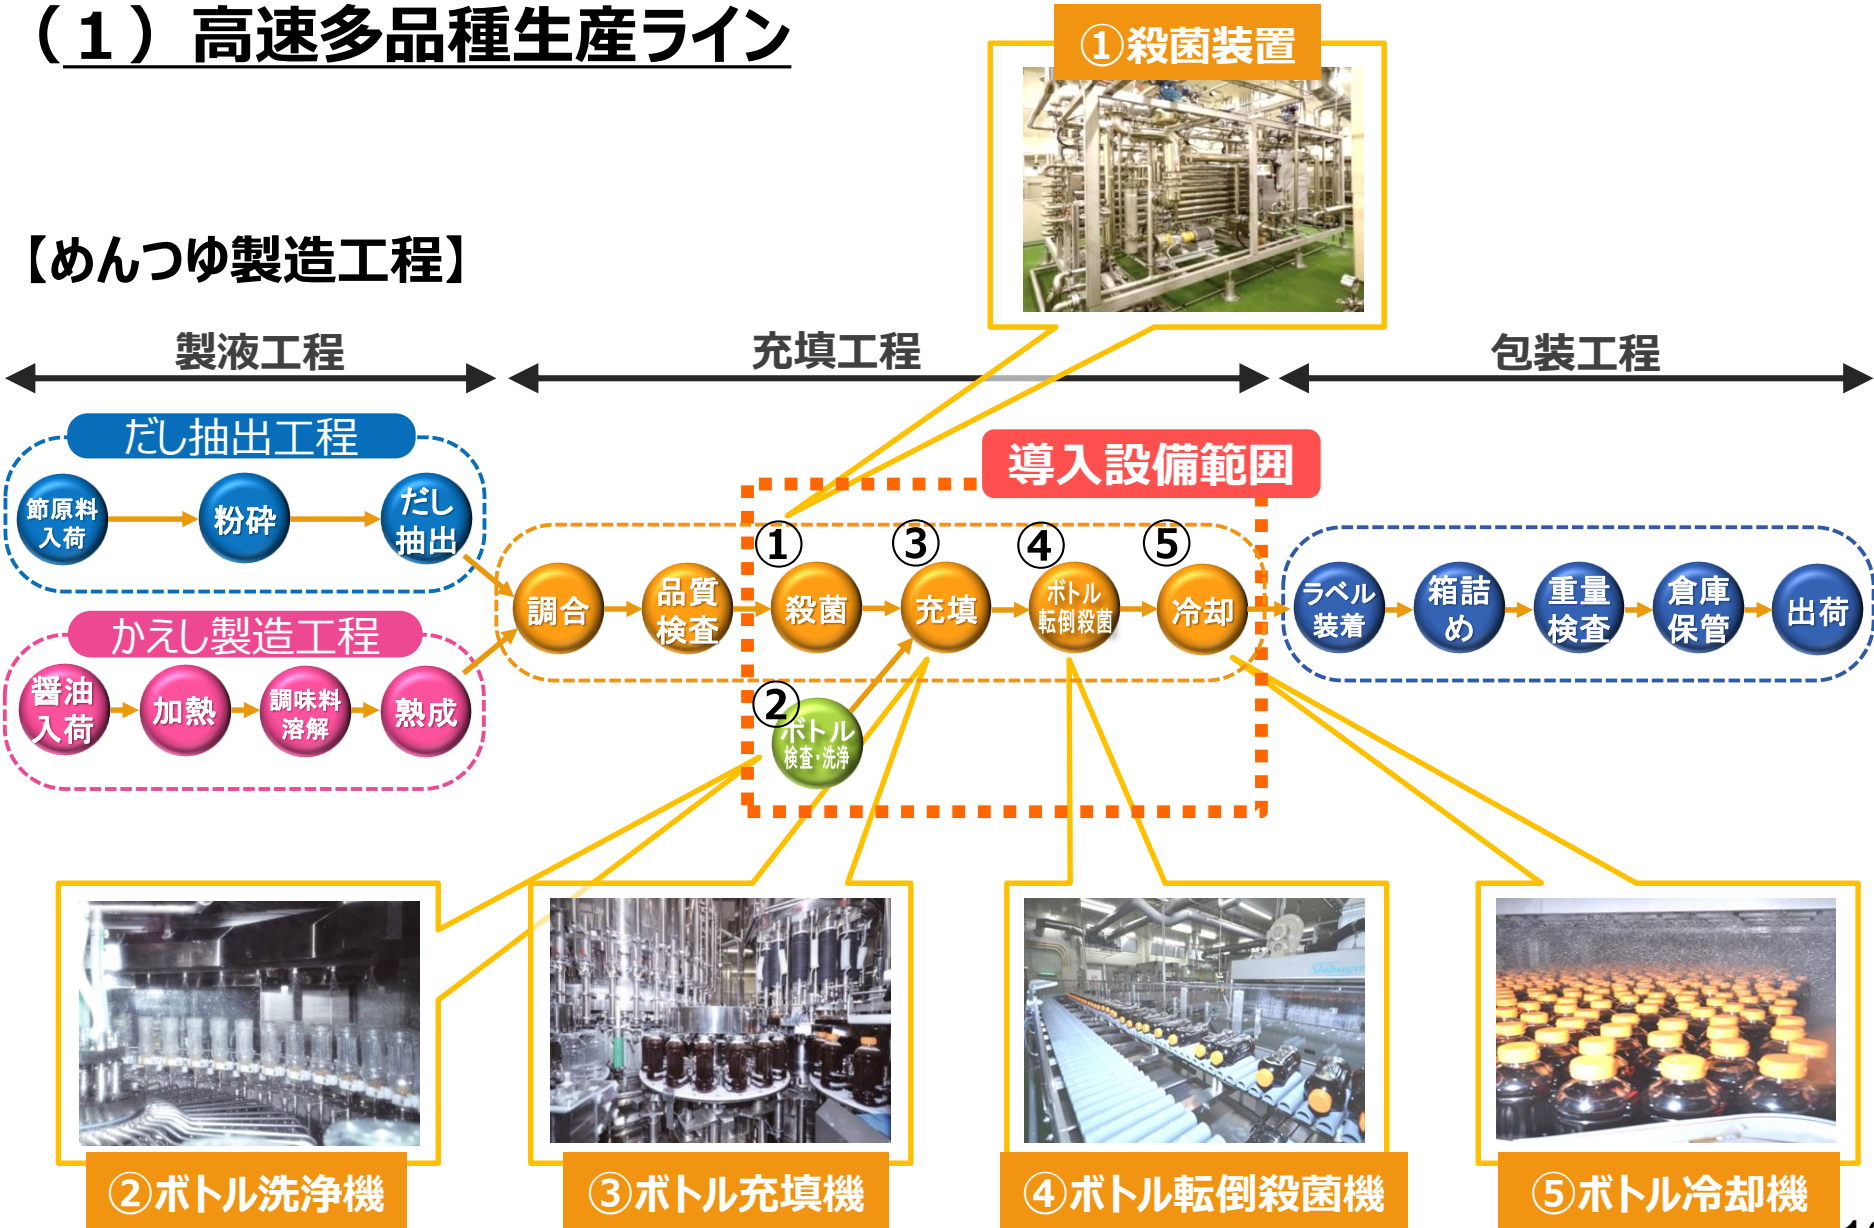 （１）高速多品種生産ライン
①殺菌装置
【めんつゆ製造工程】
製液工程
充填工程
包装工程
だし抽出工程
節原料
入荷
粉砕
だし
抽出
かえし製造工程
醤油
入荷
加熱
調味料
溶解
熟成
導入設備範囲
調合
品質
検査
①
殺菌
③
充填
④
ボトル
転倒殺菌
⑤
冷却
②
ボトル
検査・洗浄
ラベル
装着
箱詰
め
重量
検査
倉庫
保管
出荷
Shibuya
②ボトル洗浄機
③ボトル充填機
④ボトル転倒殺菌機
⑤ボトル冷却機